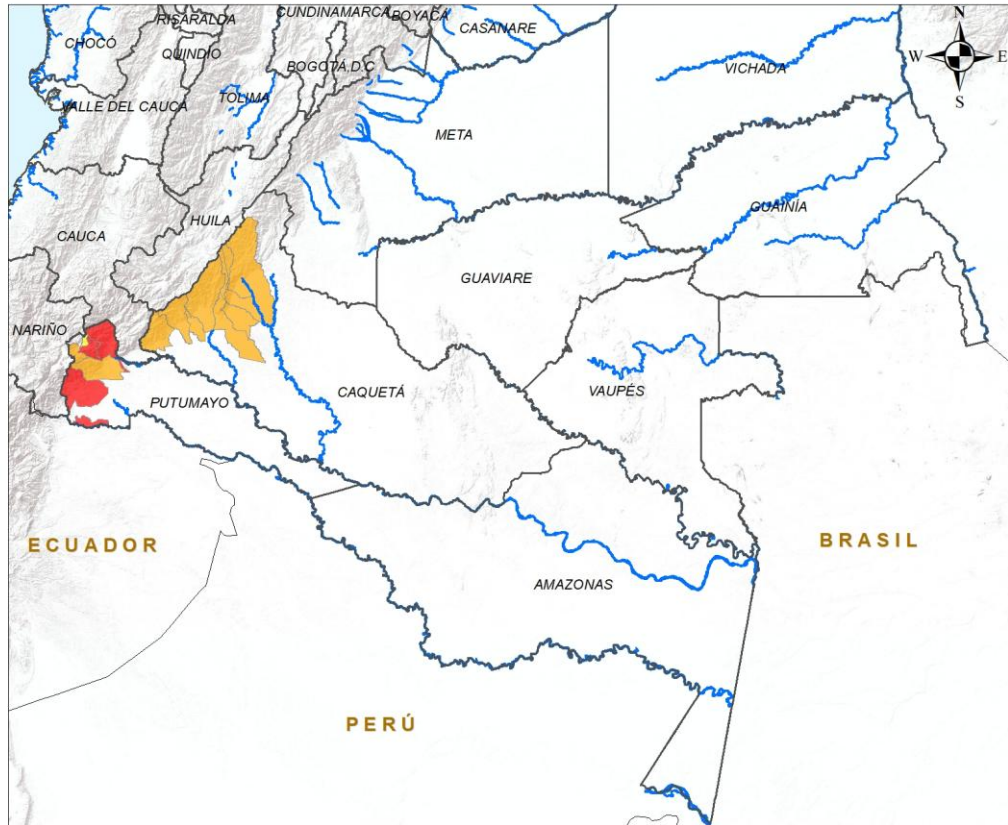 CUNDINAMARCA
BOYACÁ
RISARALDA
CASANARE
N
CHOCÓ
QUINDÍO
BOGOTÁ D.C
VICHADA
W
E
S
TOLIMA
VALLE DEL CAUCA
META
GUAINÍA
HUILA
CAUCA
GUAVIARE
NARIÑO
CAQUETÁ
VAUPÉS
PUTUMAYO
ECUADOR
BRASIL
AMAZONAS
PERÚ